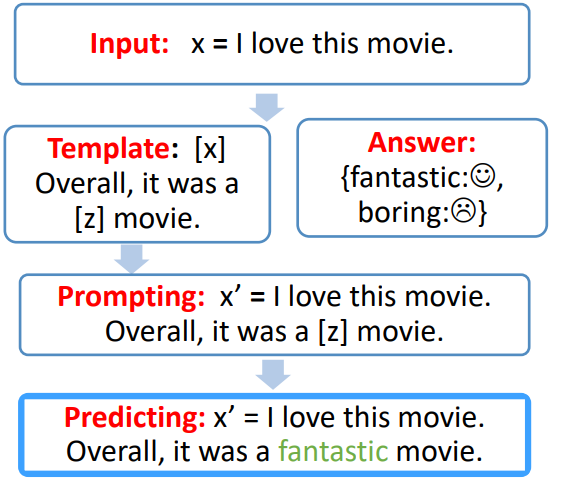 Input: x = I love this movie.
Template: [x]
Overall, it was a
[z] movie.
Answer:
{fantastic:☺,
boring:☹}
Prompting: x’ = I love this movie.
Overall, it was a [z] movie.
Predicting: x’ = I love this movie.
Overall, it was a fantastic movie.